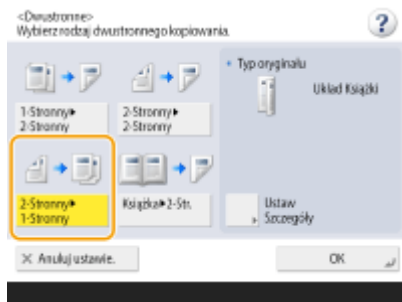 <Dwustronne>
Wybierz rodzaj dwustronnego kopiowania.
?
Typ oryginału
Układ Książki
1-Stronny▸
2-Stronny
2-Stronny▸
2-Stronny
2-Stronny▸
1-Stronny
Książka▸2-Str.
Ustaw
Szczegóły
× Anuluj ustawie.
OK